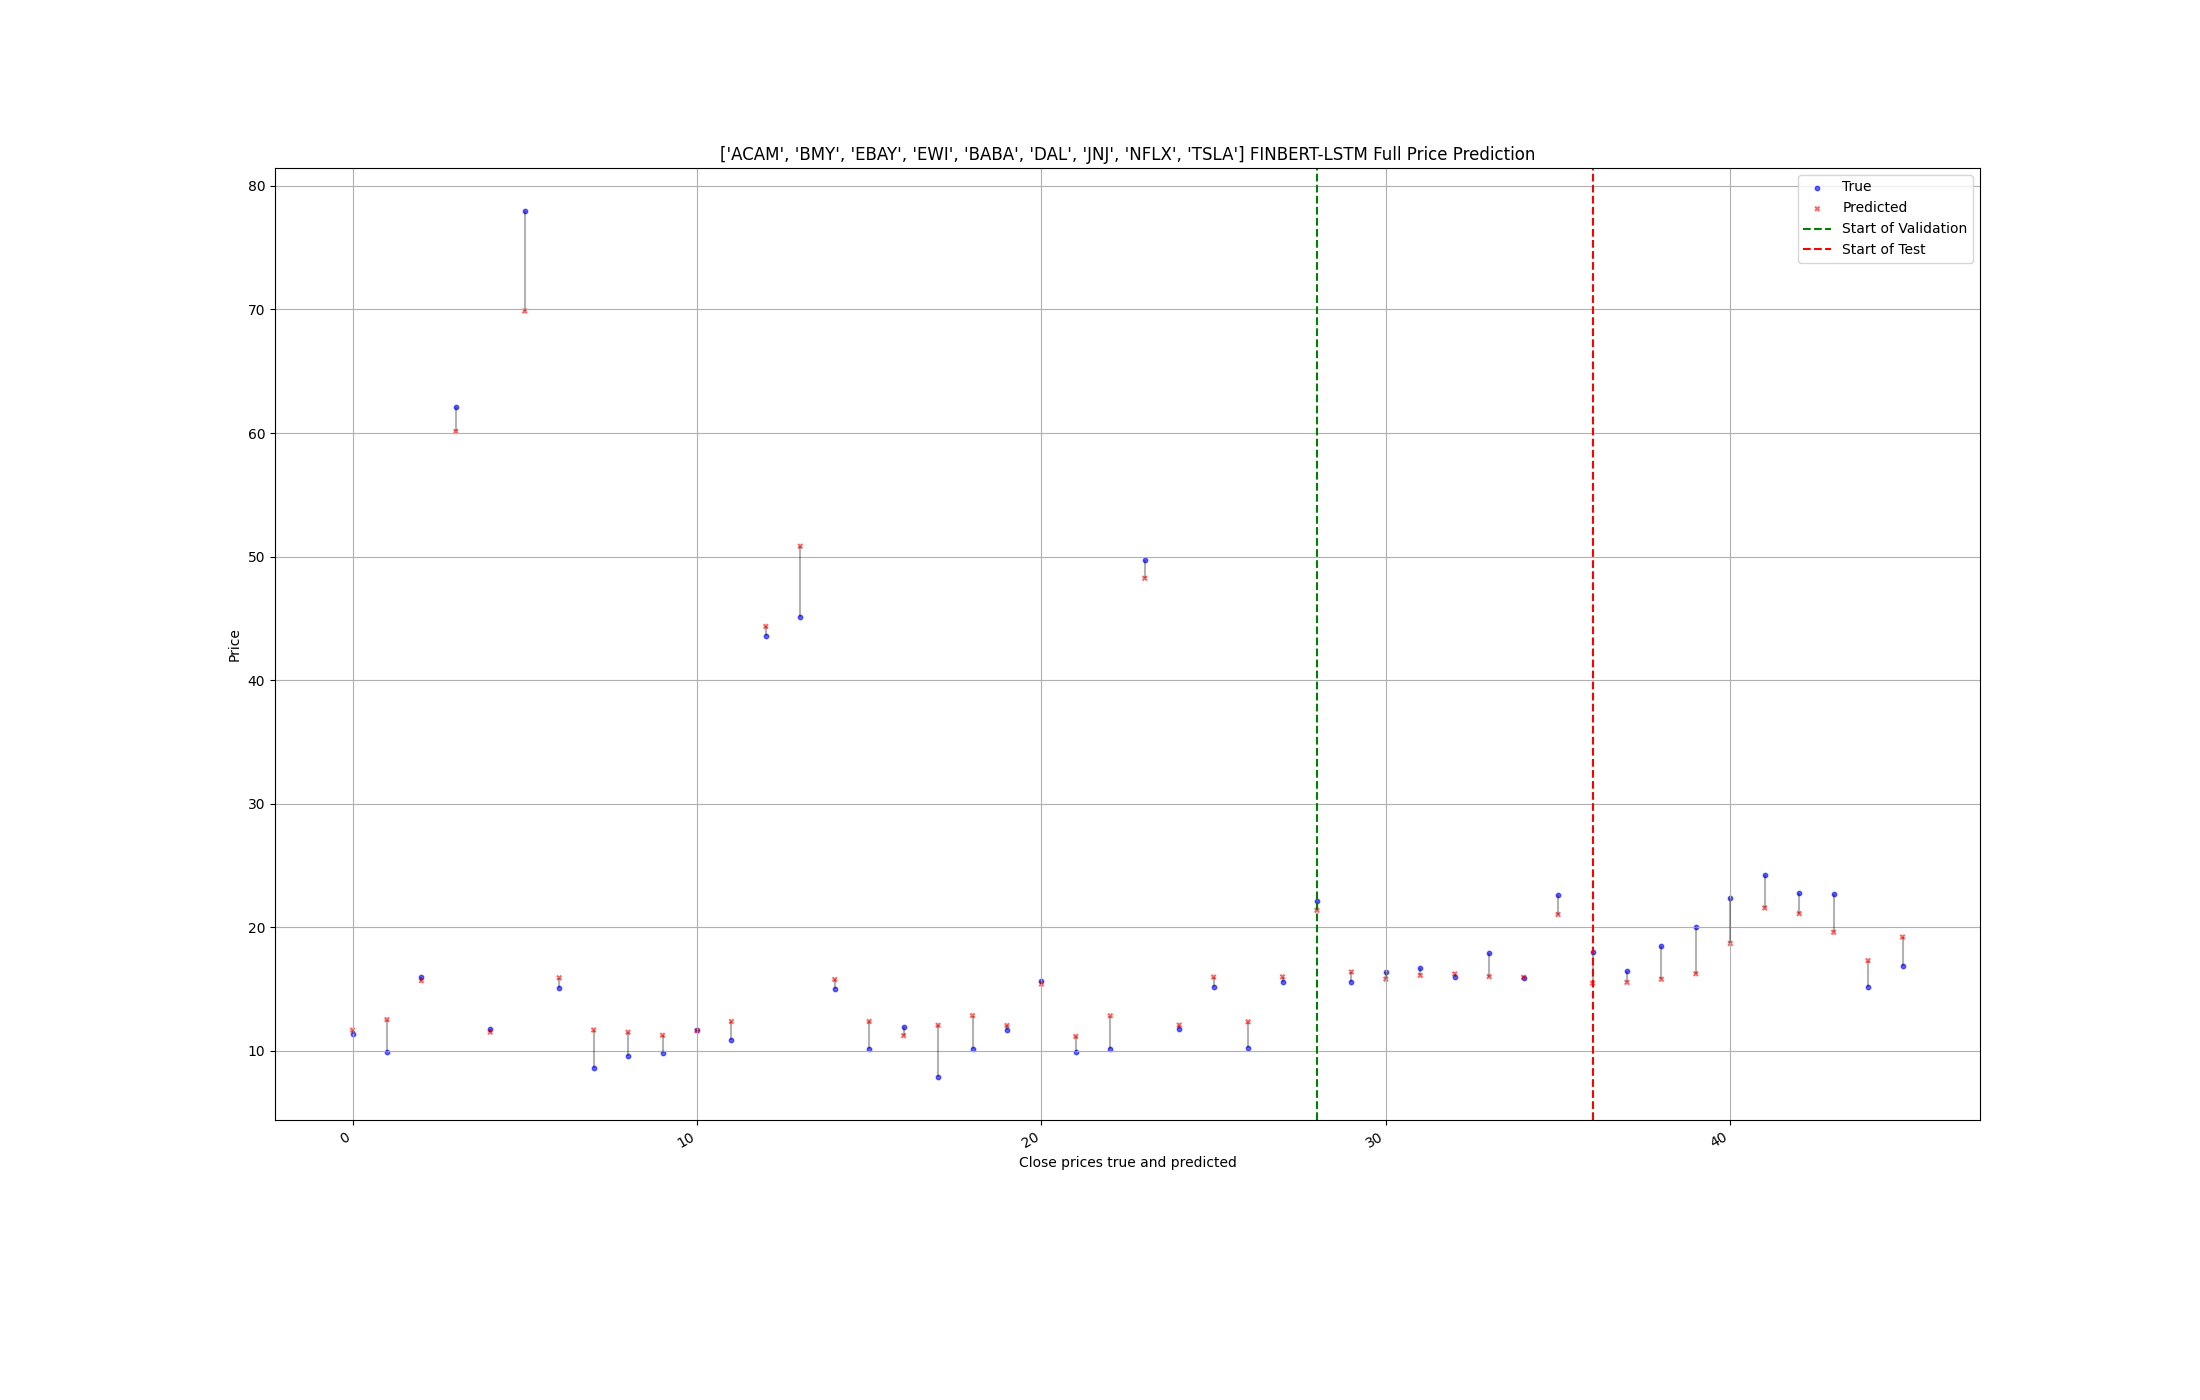 ['ACAM', 'BMY', 'EBAY', 'EWI', 'BABA', 'DAL', 'JNJ', 'NFLX', 'TSLA'] FINBERT-LSTM Full Price Prediction
True
Predicted
Start of Validation
Start of Test
Price
80
70
60
50
40
30
20
10
0
10
20
30
40
Close prices true and predicted